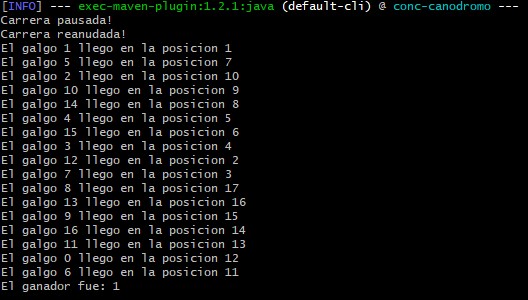 [INFO] --- exec-maven-plugin:1.2.1:java (default-cli) @ conc-canodromo ---
Carrera pausada!
Carrera reanudada!
El galgo 1 llego en la posicion 1
El galgo 5 llego en la posicion 7
El galgo 2 llego en la posicion 10
El galgo 10 llego en la posicion 9
El galgo 14 llego en la posicion 8
El galgo 4 llego en la posicion 5
El galgo 15 llego en la posicion 6
El galgo 3 llego en la posicion 4
El galgo 12 llego en la posicion 2
El galgo 7 llego en la posicion 3
El galgo 8 llego en la posicion 17
El galgo 13 llego en la posicion 16
El galgo 9 llego en la posicion 15
El galgo 16 llego en la posicion 14
El galgo 11 llego en la posicion 13
El galgo 0 llego en la posicion 12
El galgo 6 llego en la posicion 11
El ganador fue: 1